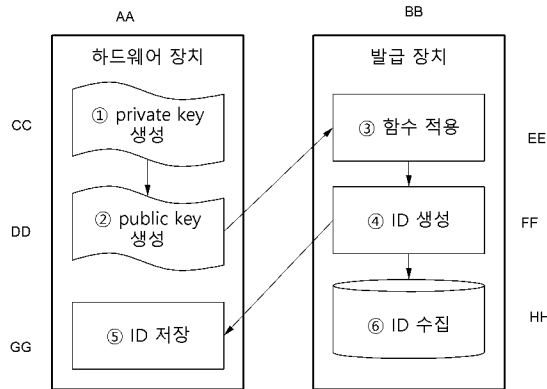 AA
BB
하드웨어 장치
발급 장치
CC
① private key
생성
③ 함수 적용
EE
DD
② public key
생성
④ ID 생성
FF
GG
⑤ ID 저장
⑥ ID 수집
HH